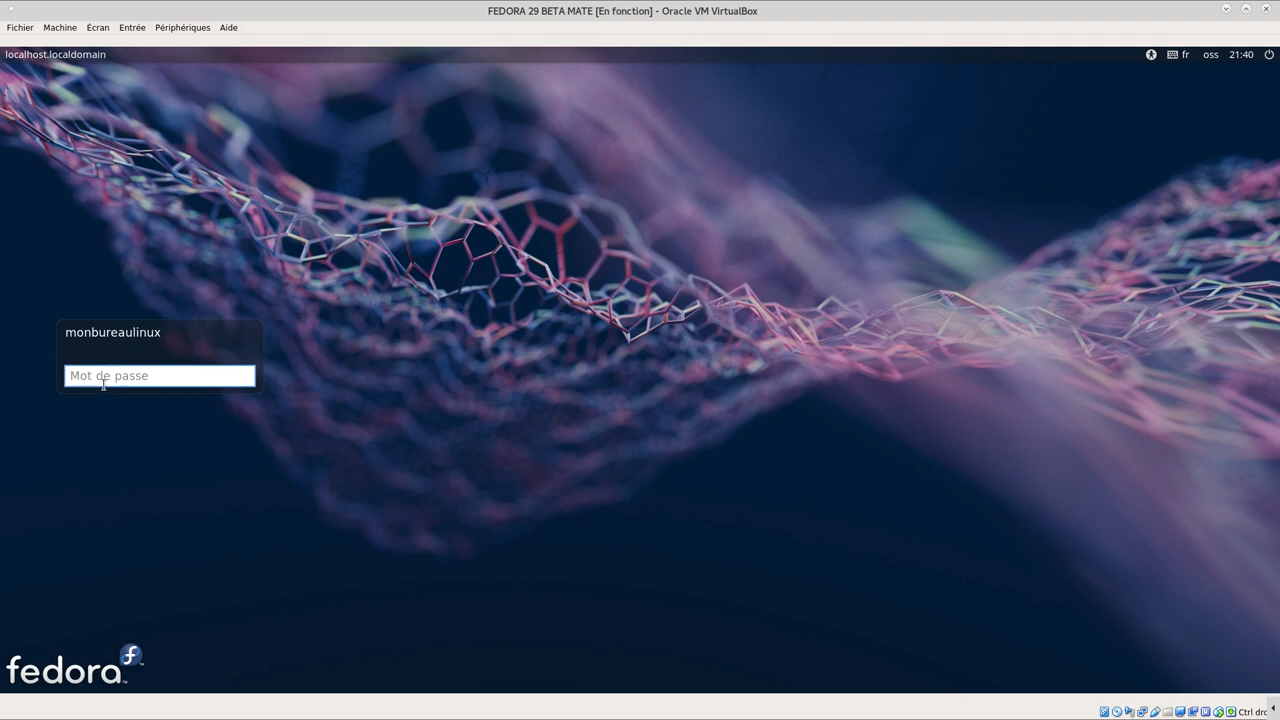 FEDORA 29 BETA MATE [En fonction] - Oracle VM VirtualBox
Fichier Machine Écran Entrée Périphériques Aide
localhost.localdomain fr oss 21:40
monbureaulinux
Mot de passe
fedora
Ctrl